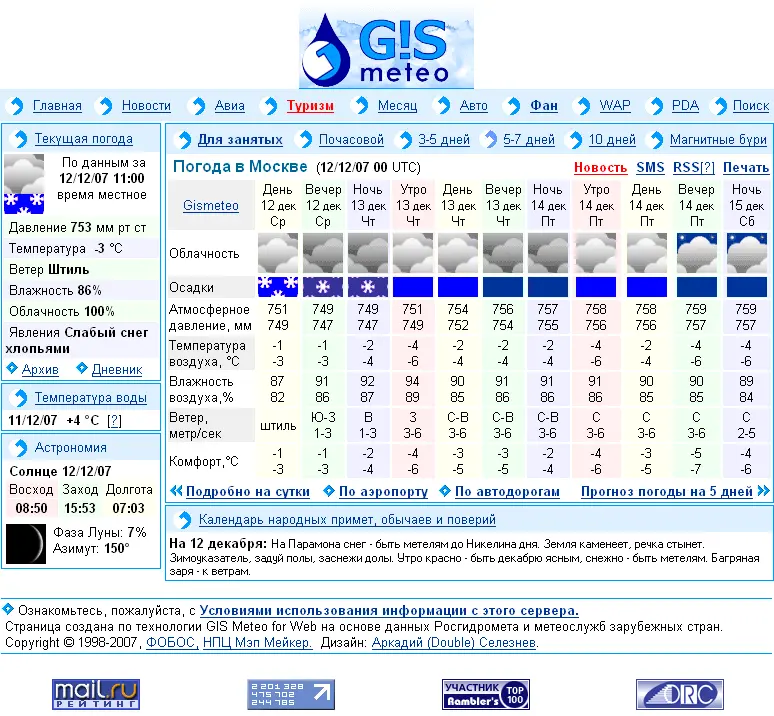 G!S
meteo
Главная Новости Авиа Туризм Месяц Авто Фан WAP PDA Поиск
Текущая погода
По данным за
12/12/07 11:00
время местное
Давление 753 мм рт ст
Температура -3 °C
Ветер Штиль
Влажность 86%
Облачность 100%
Явления Слабый снег
хлопьями
Архив Дневник
Температура воды
11/12/07 +4 °C [?]
Астрономия
Солнце 12/12/07
Восход Заход Долгота
08:50 15:53 07:03
Фаза Луны: 7%
Азимут: 150°
Для занятых Почасовой 3-5 дней 5-7 дней 10 дней Магнитные бури
Погода в Москве (12/12/07 00 UTC) Новость SMS RSS[?] Печать
Gismeteo
День Вечер Ночь Утро День Вечер Ночь Утро День Вечер Ночь
12 дек 12 дек 13 дек 13 дек 13 дек 13 дек 14 дек 14 дек 14 дек 14 дек 15 дек
Ср Ср Чт Чт Чт Чт Пт Пт Пт Пт Сб
Облачность
Осадки
Атмосферное 751 749 749 751 754 756 757 758 758 759 759
давление, мм 749 747 747 749 752 754 755 756 756 757 757
Температура -1 -1 -2 -4 -2 -2 -2 -4 -2 -4 -4
воздуха, °C -3 -3 -4 -6 -4 -4 -4 -6 -4 -6 -6
Влажность 87 91 92 94 90 91 91 91 90 90 89
воздуха,% 82 86 87 89 85 86 86 86 85 85 84
Ветер, штиль Ю-З В З С-В С-В С-В С С С С
метр/сек 1-3 1-3 3-6 3-6 3-6 3-6 3-6 3-6 3-6 2-5
Комфорт,°C -1 -1 -2 -4 -3 -3 -2 -4 -3 -5 -4
-3 -3 -4 -6 -5 -5 -4 -6 -5 -7 -6
Подробно на сутки По аэропорту По автодорогам Прогноз погоды на 5 дней
Календарь народных примет, обычаев и поверий
На 12 декабря: На Парамона снег - быть метелям до Никелина дня. Земля каменеет, речка стынет.
Зимоуказатель, задуй полы, заснежи долы. Утро красно - быть декабрю ясным, снежно - быть метелям. Багряная
заря - к ветрам.
Ознакомьтесь, пожалуйста, с Условиями использования информации с этого сервера.
Страница создана по технологии GIS Meteo for Web на основе данных Росгидромета и метеослужб зарубежных стран.
Copyright © 1998-2007, ФОБОС, НПЦ Мэп Мейкер. Дизайн: Аркадий (Double) Селезнев.
mail.ru
РЕЙТИНГ
2 201 328
475 702
244 785
УЧАСТНИК
Rambler's
TOP
100
ORC